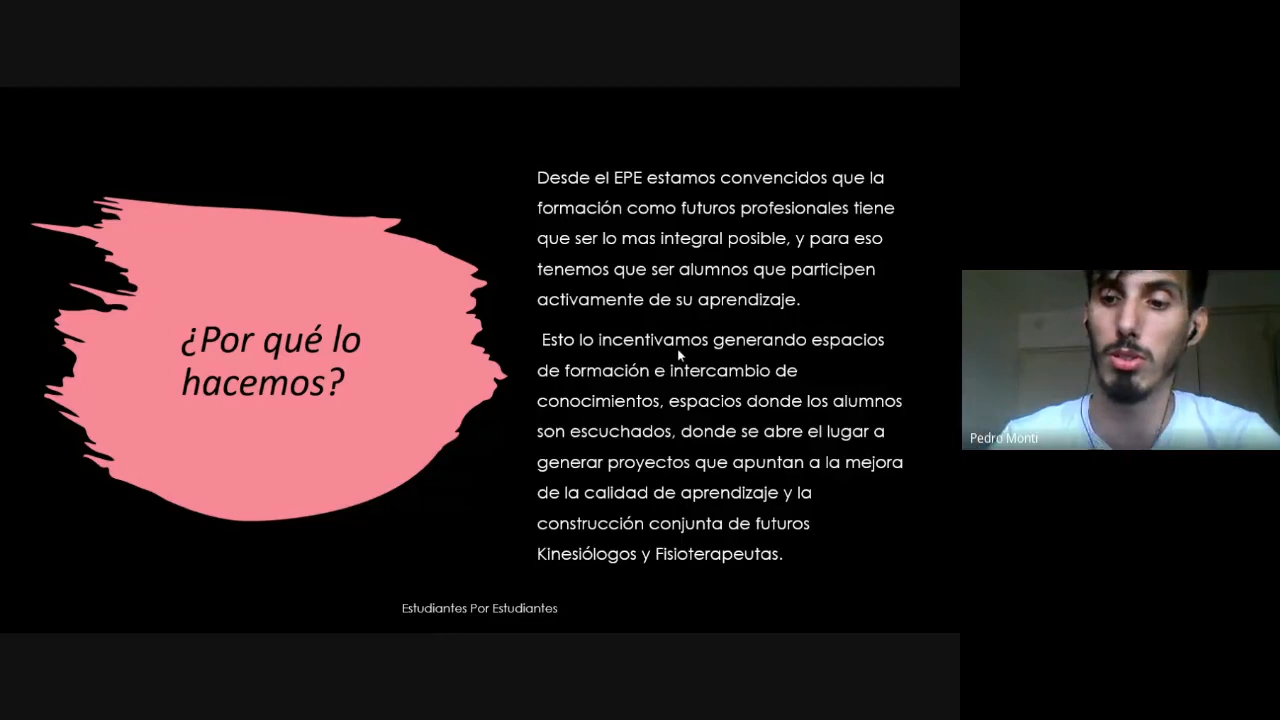 ¿Por qué lo
hacemos?
Desde el EPE estamos convencidos que la
formación como futuros profesionales tiene
que ser lo mas integral posible, y para eso
tenemos que ser alumnos que participen
activamente de su aprendizaje.
Esto lo incentivamos generando espacios
de formación e intercambio de
conocimientos, espacios donde los alumnos
son escuchados, donde se abre el lugar a
generar proyectos que apuntan a la mejora
de la calidad de aprendizaje y la
construcción conjunta de futuros
Kinesiólogos y Fisioterapeutas.
Estudiantes Por Estudiantes
Pedro Monti